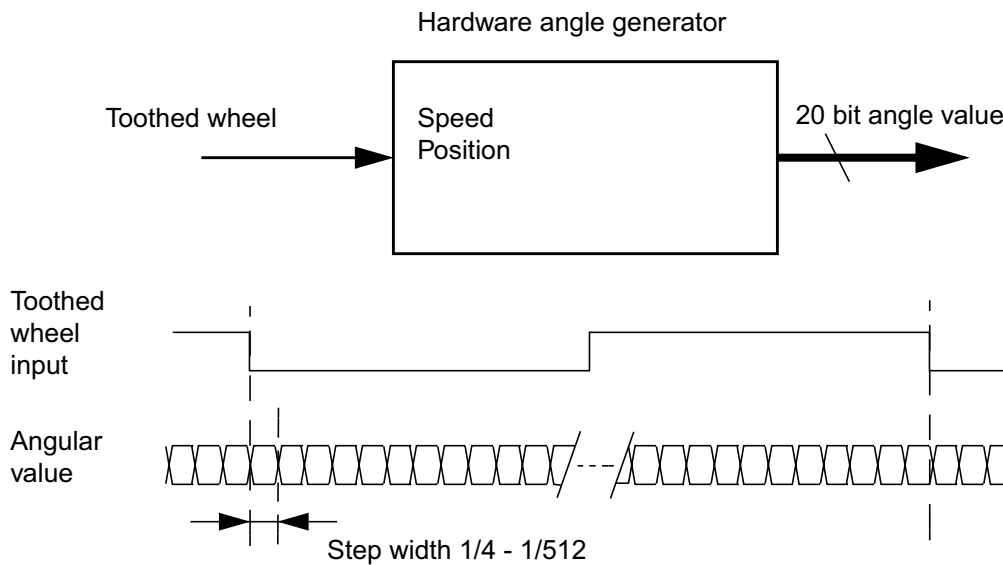 Hardware angle generator
Toothed wheel
Speed
Position
20 bit angle value
Toothed
wheel
input
Angular
value
Step width 1/4 - 1/512